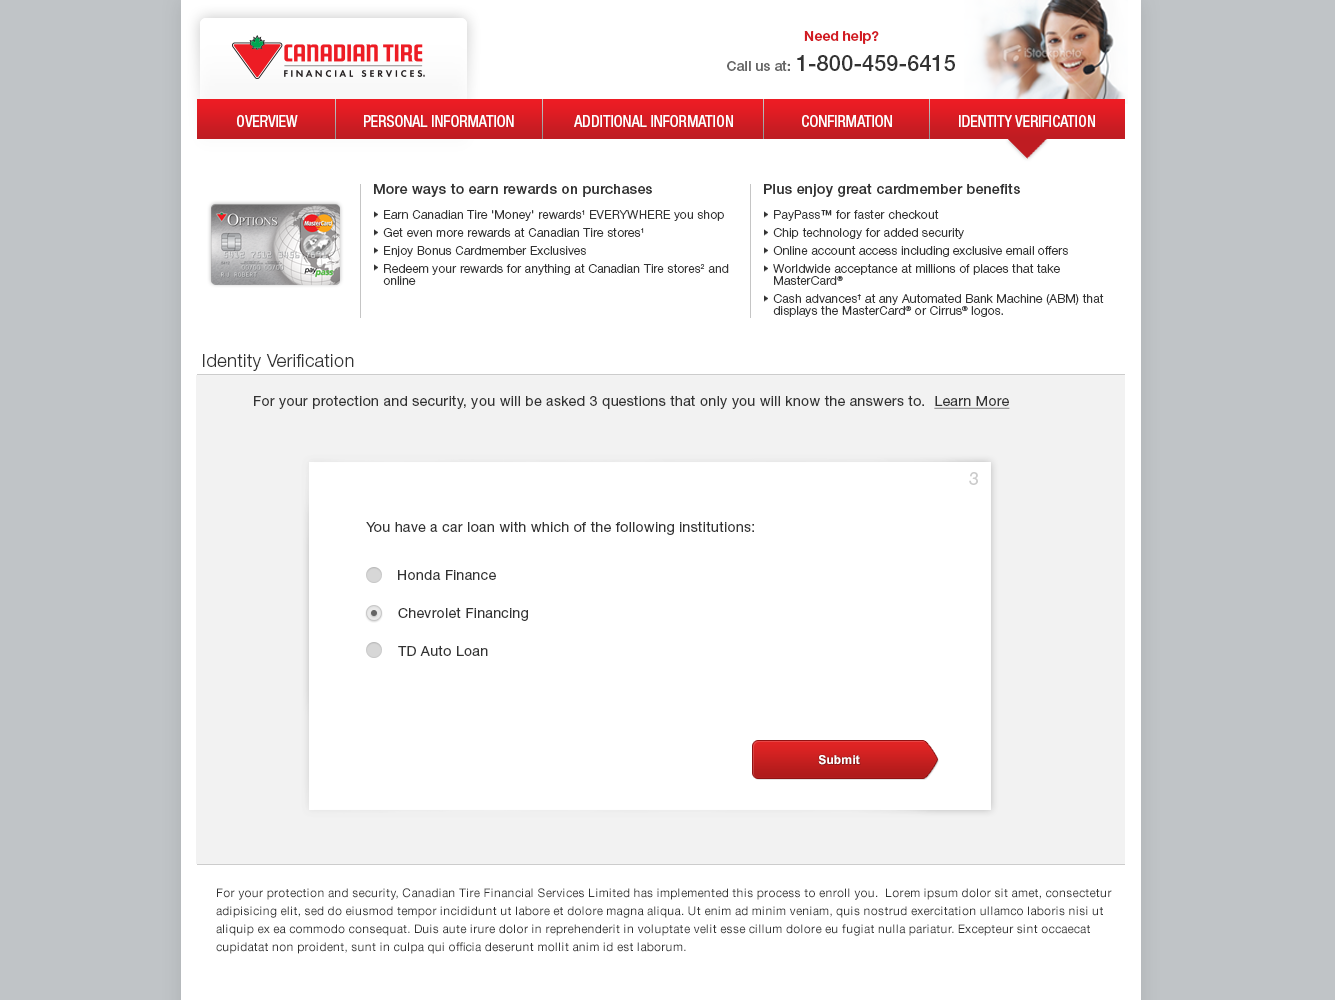 CANADIAN TIRE
FINANCIAL SERVICES.
Need help?
Call us at: 1-800-459-6415
iStockphoto
OVERVIEW
PERSONAL INFORMATION
ADDITIONAL INFORMATION
CONFIRMATION
IDENTITY VERIFICATION
OPTIONS
MasterCard
5412 7512 3456
paypass
More ways to earn rewards on purchases
Earn Canadian Tire 'Money' rewards† EVERYWHERE you shop
Get even more rewards at Canadian Tire stores†
Enjoy Bonus Cardmember Exclusives
Redeem your rewards for anything at Canadian Tire stores² and
online
Plus enjoy great cardmember benefits
PayPass™ for faster checkout
Chip technology for added security
Online account access including exclusive email offers
Worldwide acceptance at millions of places that take
MasterCard®
Cash advances† at any Automated Bank Machine (ABM) that
displays the MasterCard® or Cirrus® logos.
Identity Verification
For your protection and security, you will be asked 3 questions that only you will know the answers to. Learn More
3
You have a car loan with which of the following institutions:
Honda Finance
Chevrolet Financing
TD Auto Loan
Submit
For your protection and security, Canadian Tire Financial Services Limited has implemented this process to enroll you. Lorem ipsum dolor sit amet, consectetur
adipisicing elit, sed do eiusmod tempor incididunt ut labore et dolore magna aliqua. Ut enim ad minim veniam, quis nostrud exercitation ullamco laboris nisi ut
aliquip ex ea commodo consequat. Duis aute irure dolor in reprehenderit in voluptate velit esse cillum dolore eu fugiat nulla pariatur. Excepteur sint occaecat
cupidatat non proident, sunt in culpa qui officia deserunt mollit anim id est laborum.